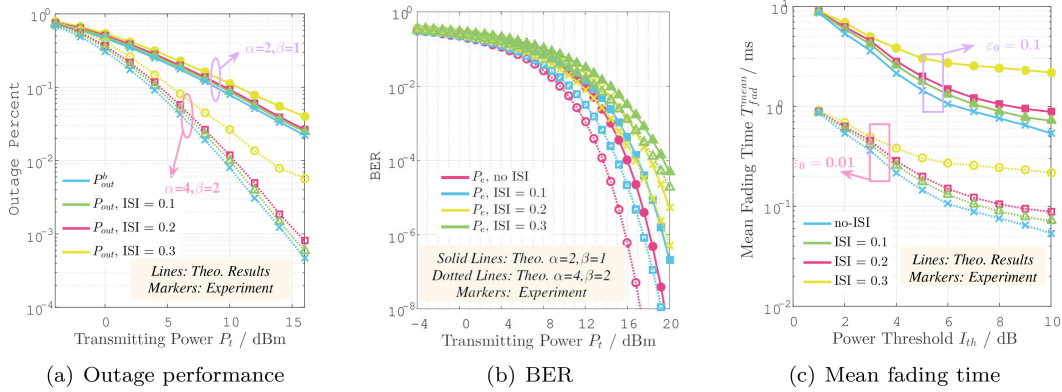 10^0
10^-1
10^-2
10^-3
10^-4
Outage Percent
α=2,β=1
α=4,β=2
P^b_out
P_out, ISI = 0.1
P_out, ISI = 0.2
P_out, ISI = 0.3
Lines: Theo. Results
Markers: Experiment
0 5 10 15
Transmitting Power P_t / dBm
(a) Outage performance
BER
10^0
10^-2
10^-4
10^-6
10^-8
P_e, no ISI
P_e, ISI = 0.1
P_e, ISI = 0.2
P_e, ISI = 0.3
Solid Lines: Theo. α=2,β=1
Dotted Lines: Theo. α=4,β=2
Markers: Experiment
-4 0 4 8 12 16 20
Transmitting Power P_t / dBm
(b) BER
Mean Fading Time T^mean_fad / ms
10^1
10^0
10^-1
10^-2
ε_0 = 0.1
ε_0 = 0.01
no-ISI
ISI = 0.1
ISI = 0.2
ISI = 0.3
Lines: Theo. Results
Markers: Experiment
0 2 4 6 8 10
Power Threshold I_th / dB
(c) Mean fading time